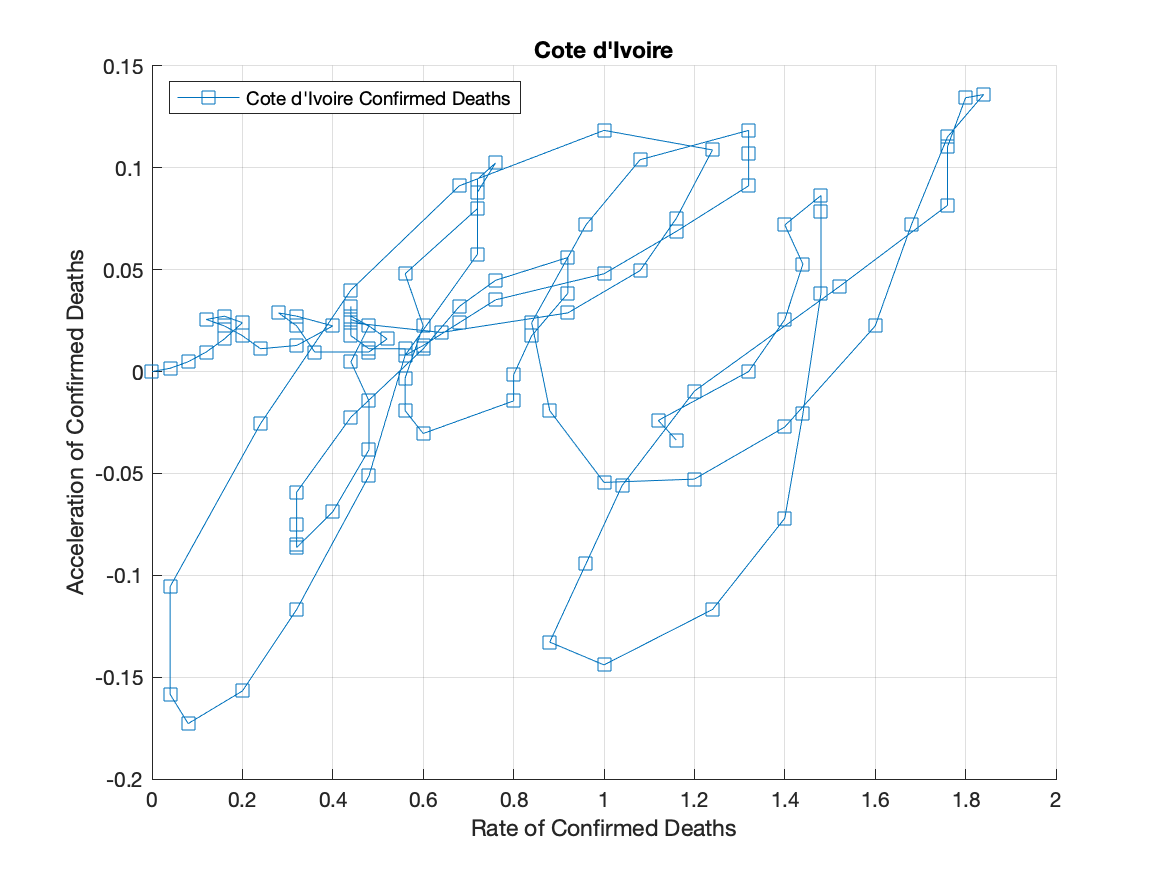 Cote d'Ivoire
Cote d'Ivoire Confirmed Deaths
0.15
0.1
0.05
0
-0.05
-0.1
-0.15
-0.2
Acceleration of Confirmed Deaths
0 0.2 0.4 0.6 0.8 1 1.2 1.4 1.6 1.8 2
Rate of Confirmed Deaths